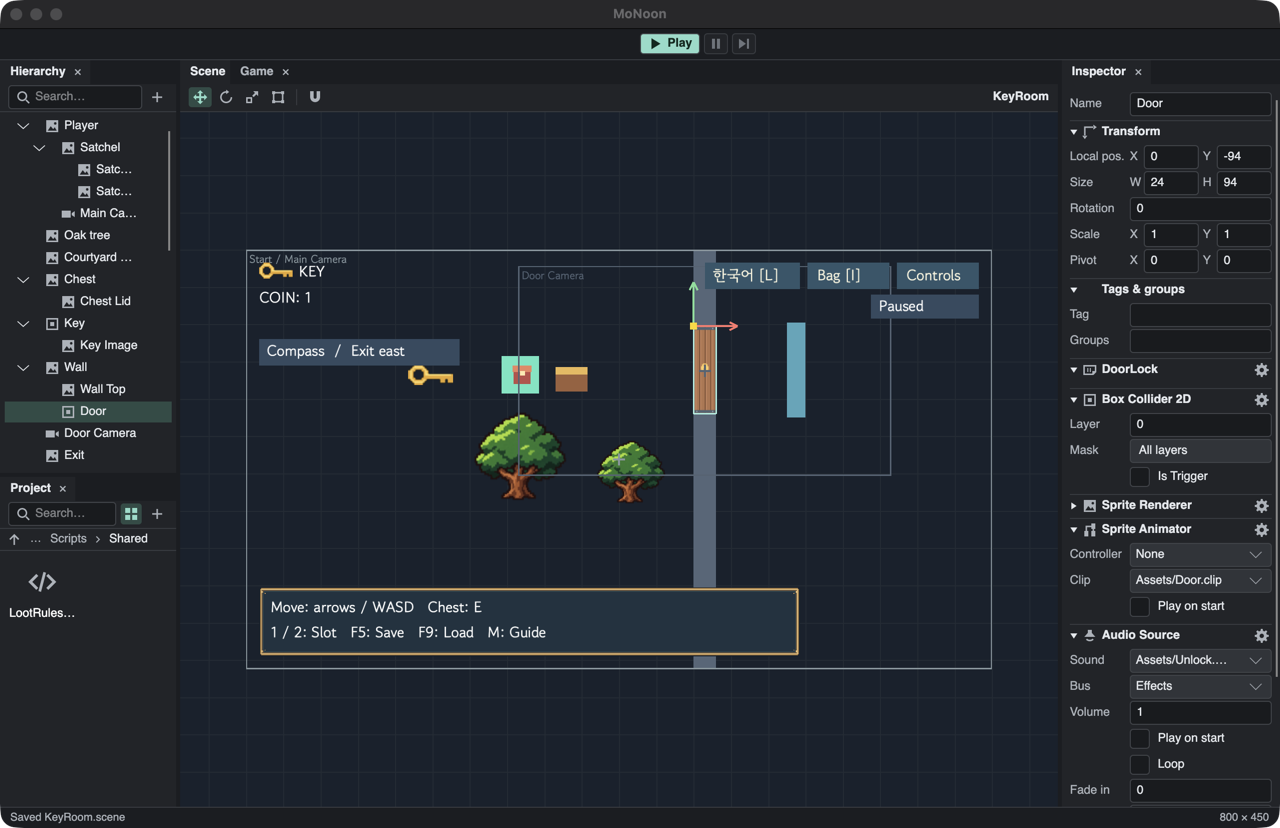 MoNoon
Play
Hierarchy ×
Search...
Player
Satchel
Satc...
Satc...
Main Ca...
Oak tree
Courtyard ...
Chest
Chest Lid
Key
Key Image
Wall
Wall Top
Door
Door Camera
Exit
Project ×
Search...
... Scripts › Shared
LootRules...
Scene Game ×
KeyRoom
Start / Main Camera
KEY
COIN: 1
Door Camera
한국어 [L]
Bag [I]
Controls
Paused
Compass / Exit east
Move: arrows / WASD Chest: E
1 / 2: Slot F5: Save F9: Load M: Guide
Inspector ×
Name Door
Transform
Local pos. X 0 Y -94
Size W 24 H 94
Rotation 0
Scale X 1 Y 1
Pivot X 0 Y 0
Tags & groups
Tag
Groups
DoorLock
Box Collider 2D
Layer 0
Mask All layers
Is Trigger
Sprite Renderer
Sprite Animator
Controller None
Clip Assets/Door.clip
Play on start
Audio Source
Sound Assets/Unlock....
Bus Effects
Volume 1
Play on start
Loop
Fade in 0
Saved KeyRoom.scene
800 × 450